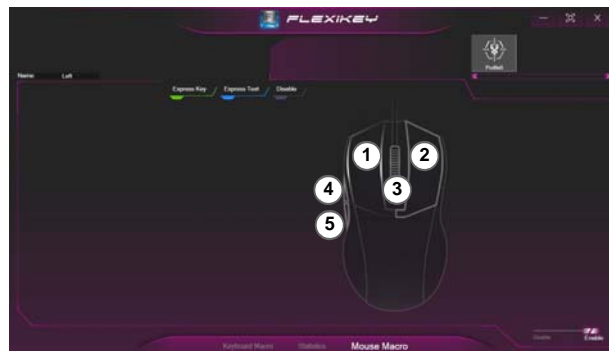 FLEXIKEY
Profile1
Name Left
Express Key Express Text Disable
1 2
3
4
5
Disable Enable
Keyboard Macro Statistics Mouse Macro